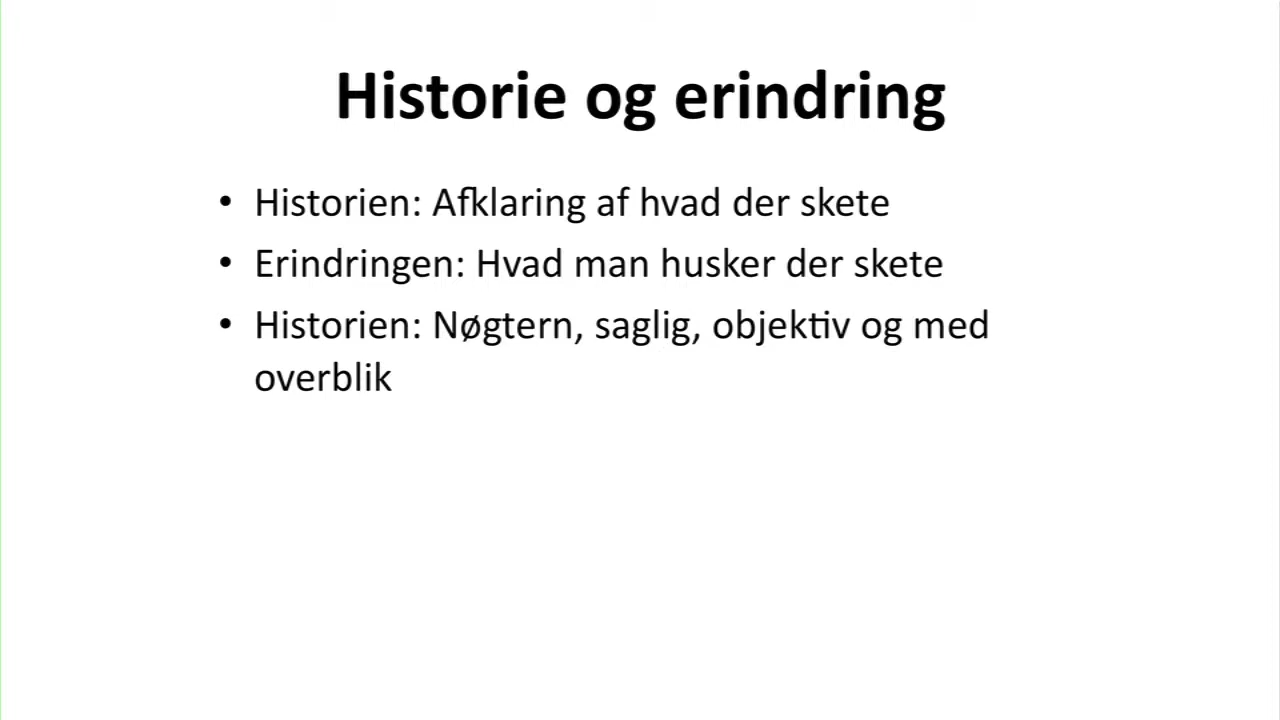 Historie og erindring
• Historien: Afklaring af hvad der skete
• Erindringen: Hvad man husker der skete
• Historien: Nøgtern, saglig, objektiv og med
overblik